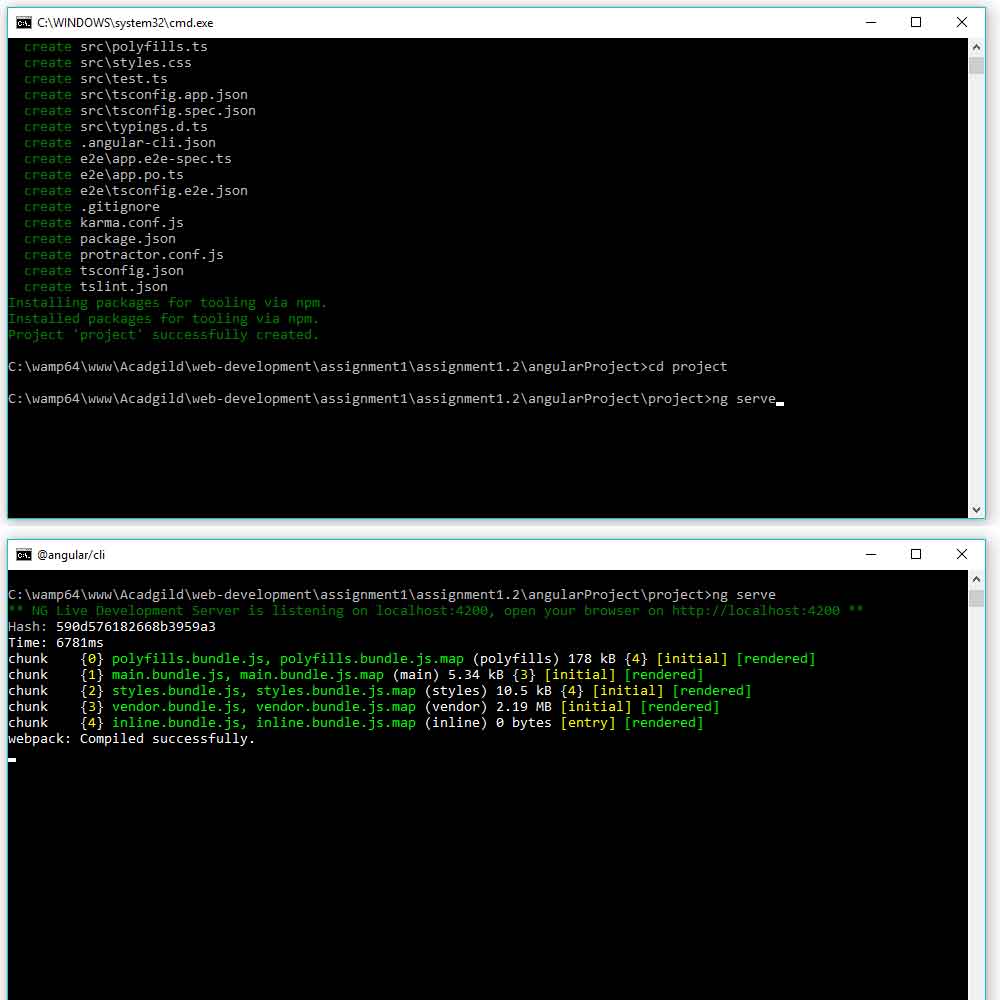 C:\WINDOWS\system32\cmd.exe
create src\polyfills.ts
create src\styles.css
create src\test.ts
create src\tsconfig.app.json
create src\tsconfig.spec.json
create src\typings.d.ts
create .angular-cli.json
create e2e\app.e2e-spec.ts
create e2e\app.po.ts
create e2e\tsconfig.e2e.json
create .gitignore
create karma.conf.js
create package.json
create protractor.conf.js
create tsconfig.json
create tslint.json
Installing packages for tooling via npm.
Installed packages for tooling via npm.
Project 'project' successfully created.
C:\wamp64\www\Acadgild\web-development\assignment1\assignment1.2\angularProject>cd project
C:\wamp64\www\Acadgild\web-development\assignment1\assignment1.2\angularProject\project>ng serve
@angular/cli
C:\wamp64\www\Acadgild\web-development\assignment1\assignment1.2\angularProject\project>ng serve
** NG Live Development Server is listening on localhost:4200, open your browser on http://localhost:4200 **
Hash: 590d576182668b3959a3
Time: 6781ms
chunk    {0} polyfills.bundle.js, polyfills.bundle.js.map (polyfills) 178 kB {4} [initial] [rendered]
chunk    {1} main.bundle.js, main.bundle.js.map (main) 5.34 kB {3} [initial] [rendered]
chunk    {2} styles.bundle.js, styles.bundle.js.map (styles) 10.5 kB {4} [initial] [rendered]
chunk    {3} vendor.bundle.js, vendor.bundle.js.map (vendor) 2.19 MB [initial] [rendered]
chunk    {4} inline.bundle.js, inline.bundle.js.map (inline) 0 bytes [entry] [rendered]
webpack: Compiled successfully.